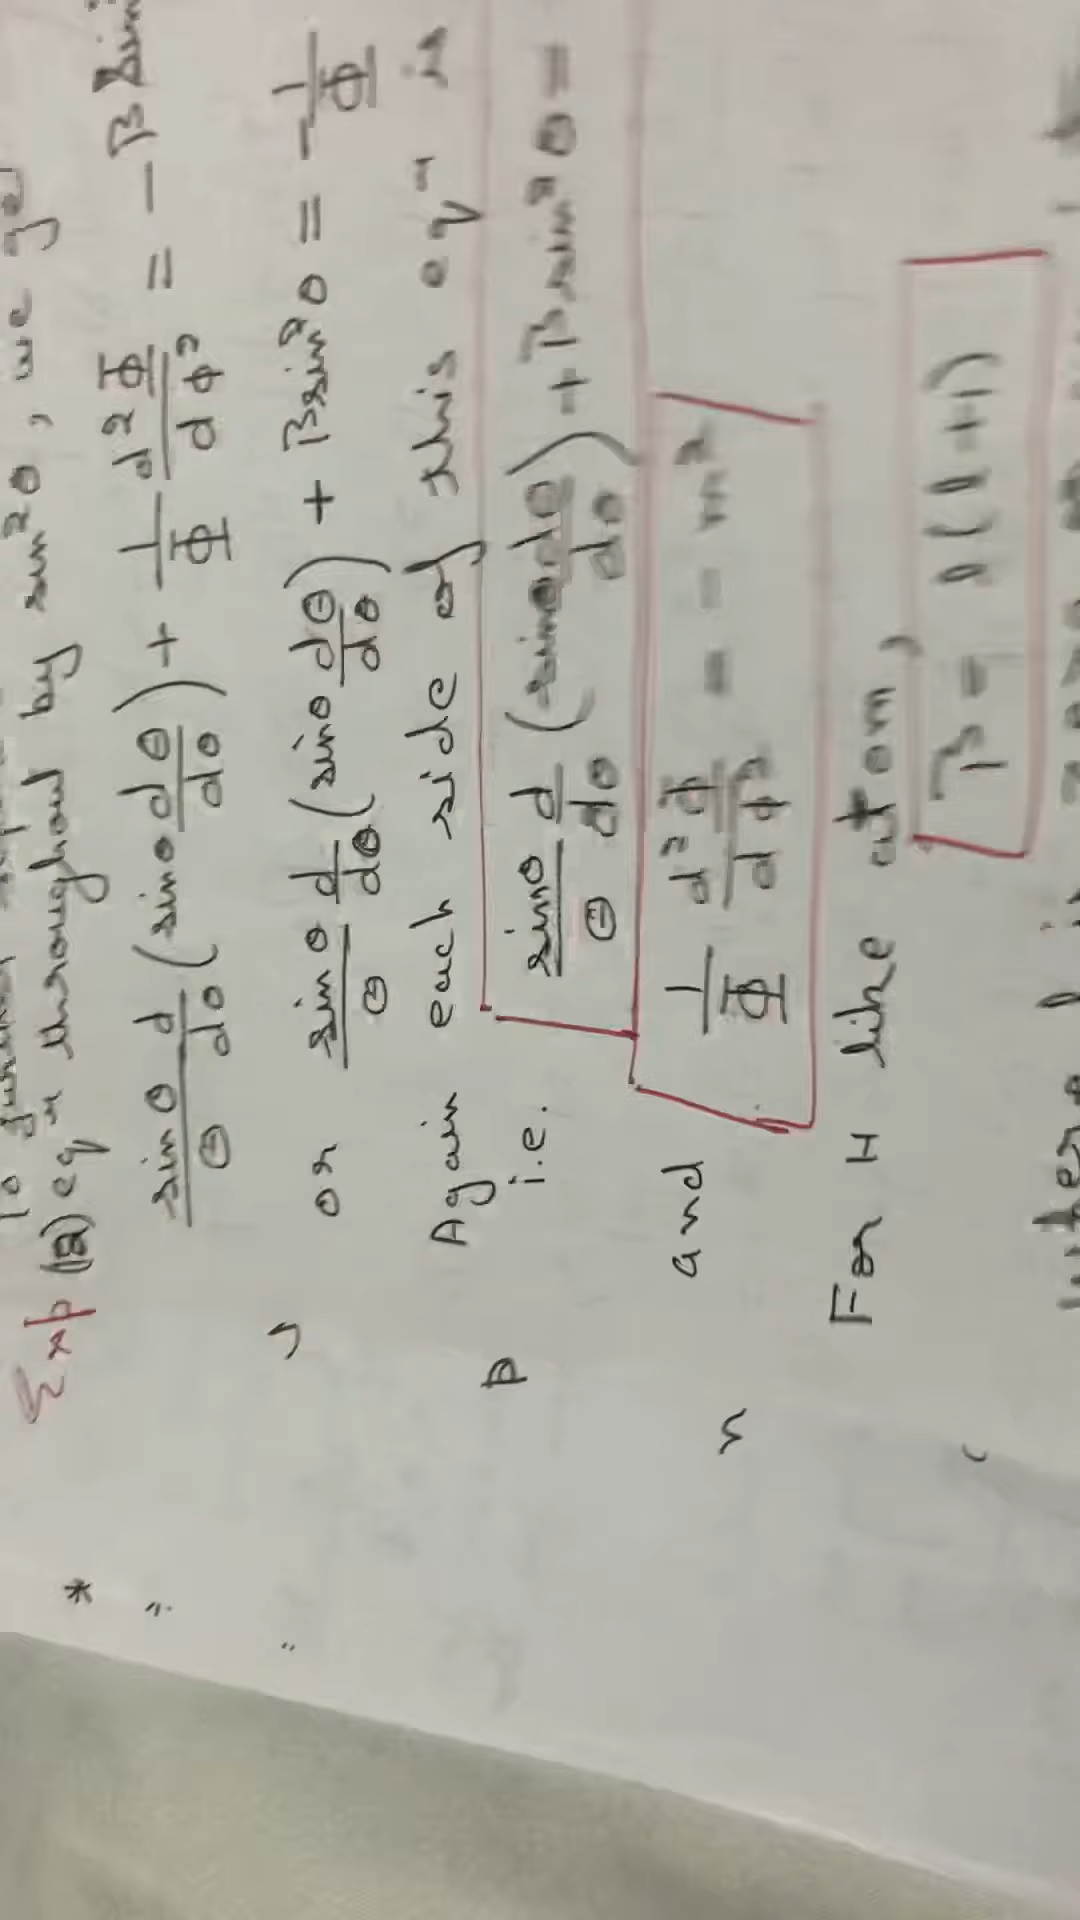 Exp (12) eqⁿ throughout by sin²θ, we get
sinθ/Θ d/dθ (sinθ dΘ/dθ) + 1/Φ d²Φ/dφ² = - β sin
or sinθ/Θ d/dθ (sinθ dΘ/dθ) + β sin²θ = - 1/Φ
Again each side of this eqⁿ is
i.e. sinθ/Θ d/dθ (sinθ dΘ/dθ) + β sin²θ =
and 1/Φ d²Φ/dφ² = - m²
For H like atom,
β = l(l+1)